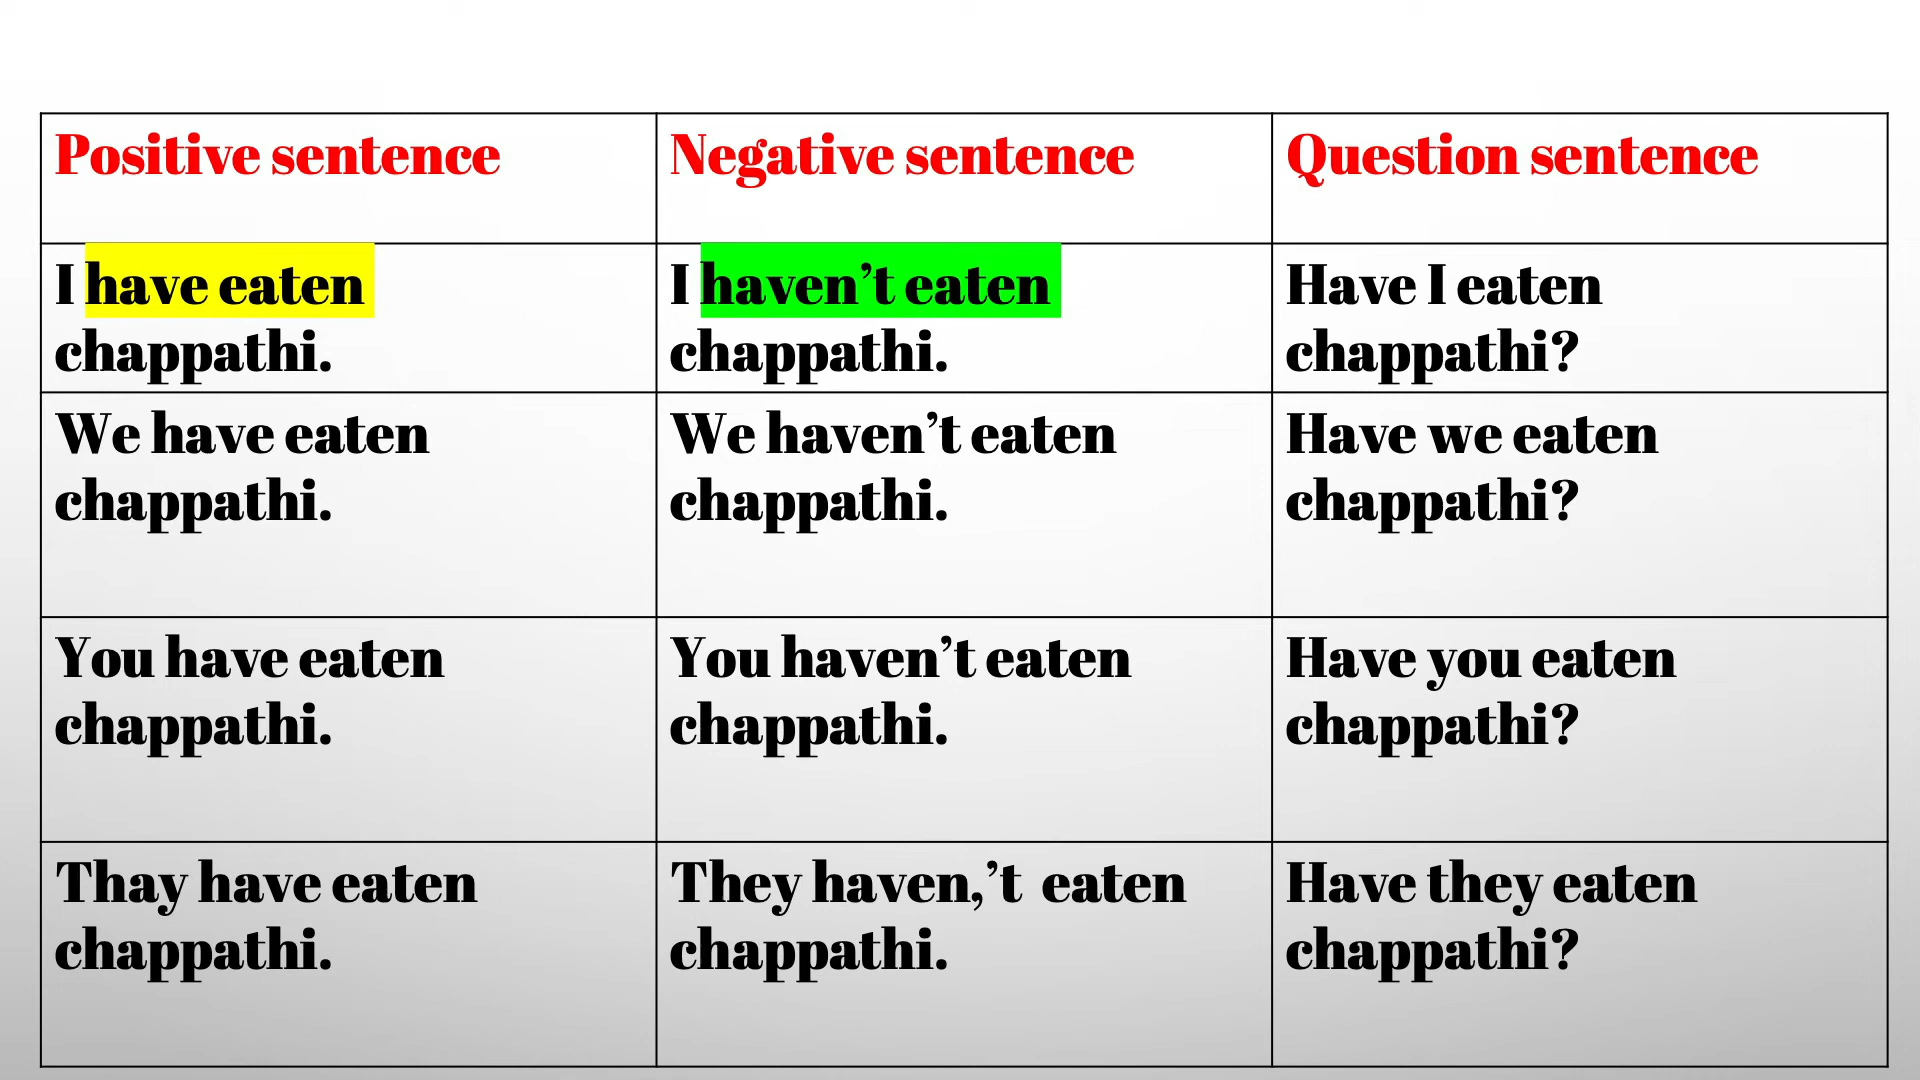 Positive sentence
Negative sentence
Question sentence
I have eaten
chappathi.
I haven’t eaten
chappathi.
Have I eaten
chappathi?
We have eaten
chappathi.
We haven’t eaten
chappathi.
Have we eaten
chappathi?
You have eaten
chappathi.
You haven’t eaten
chappathi.
Have you eaten
chappathi?
Thay have eaten
chappathi.
They haven,’t eaten
chappathi.
Have they eaten
chappathi?